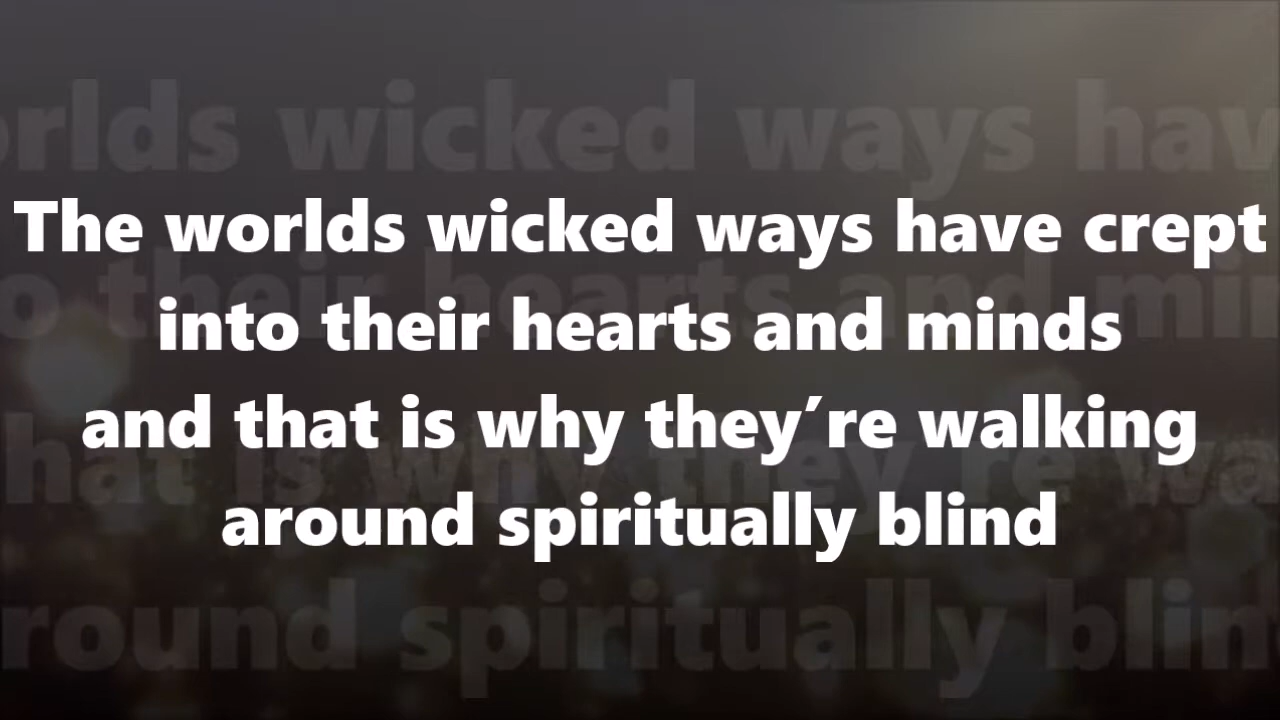 The worlds wicked ways have crept
into their hearts and minds
and that is why they’re walking
around spiritually blind